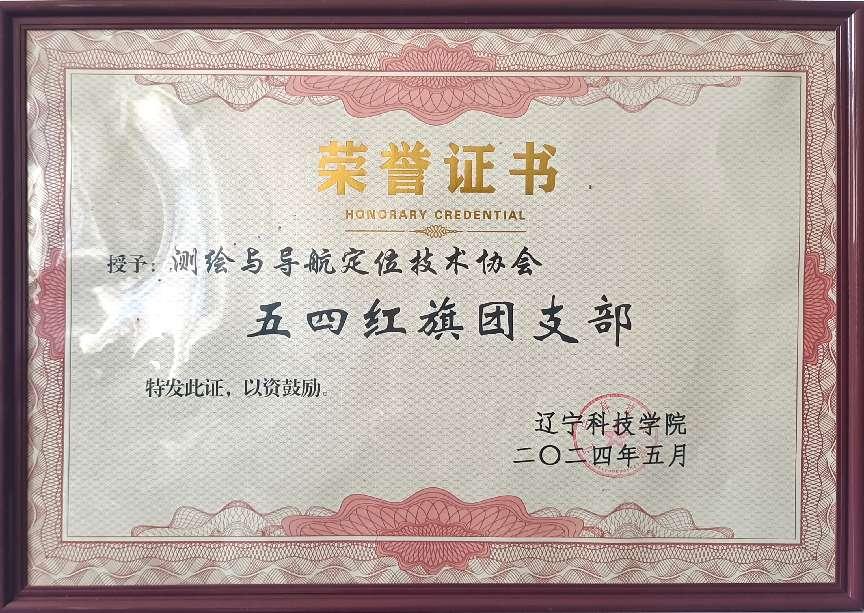 荣誉证书
HONORARY CREDENTIAL
授予：测绘与导航定位技术协会
五四红旗团支部
特发此证，以资鼓励。
辽宁科技学院
二〇二四年五月